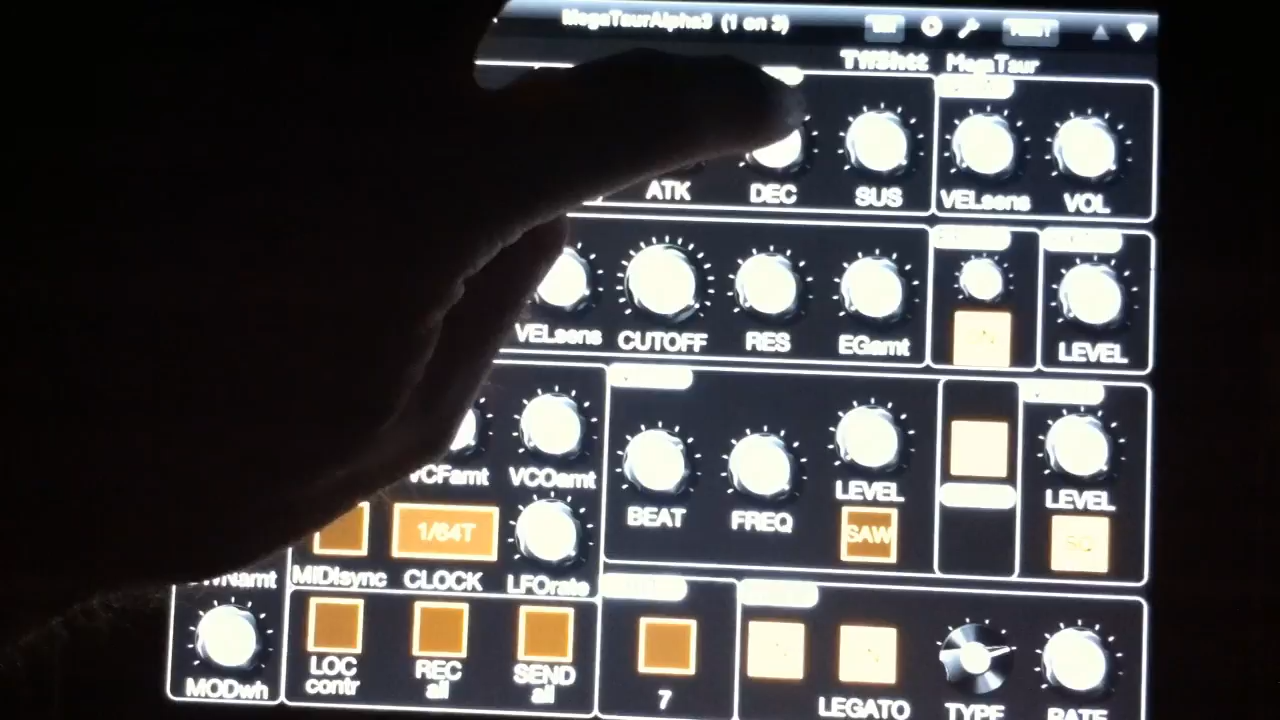 MegaTaurAlpha3 (1 on 3)
MegaTaur
ATK DEC SUS VELsens VOL
VELsens CUTOFF RES EGamt LEVEL
VCFamt VCOamt
BEAT FREQ LEVEL LEVEL
SAW
1/64T
MIDIsync CLOCK LFOrate
LOC contr
REC all
SEND all
7
LEGATO TYPE RATE
MODwh